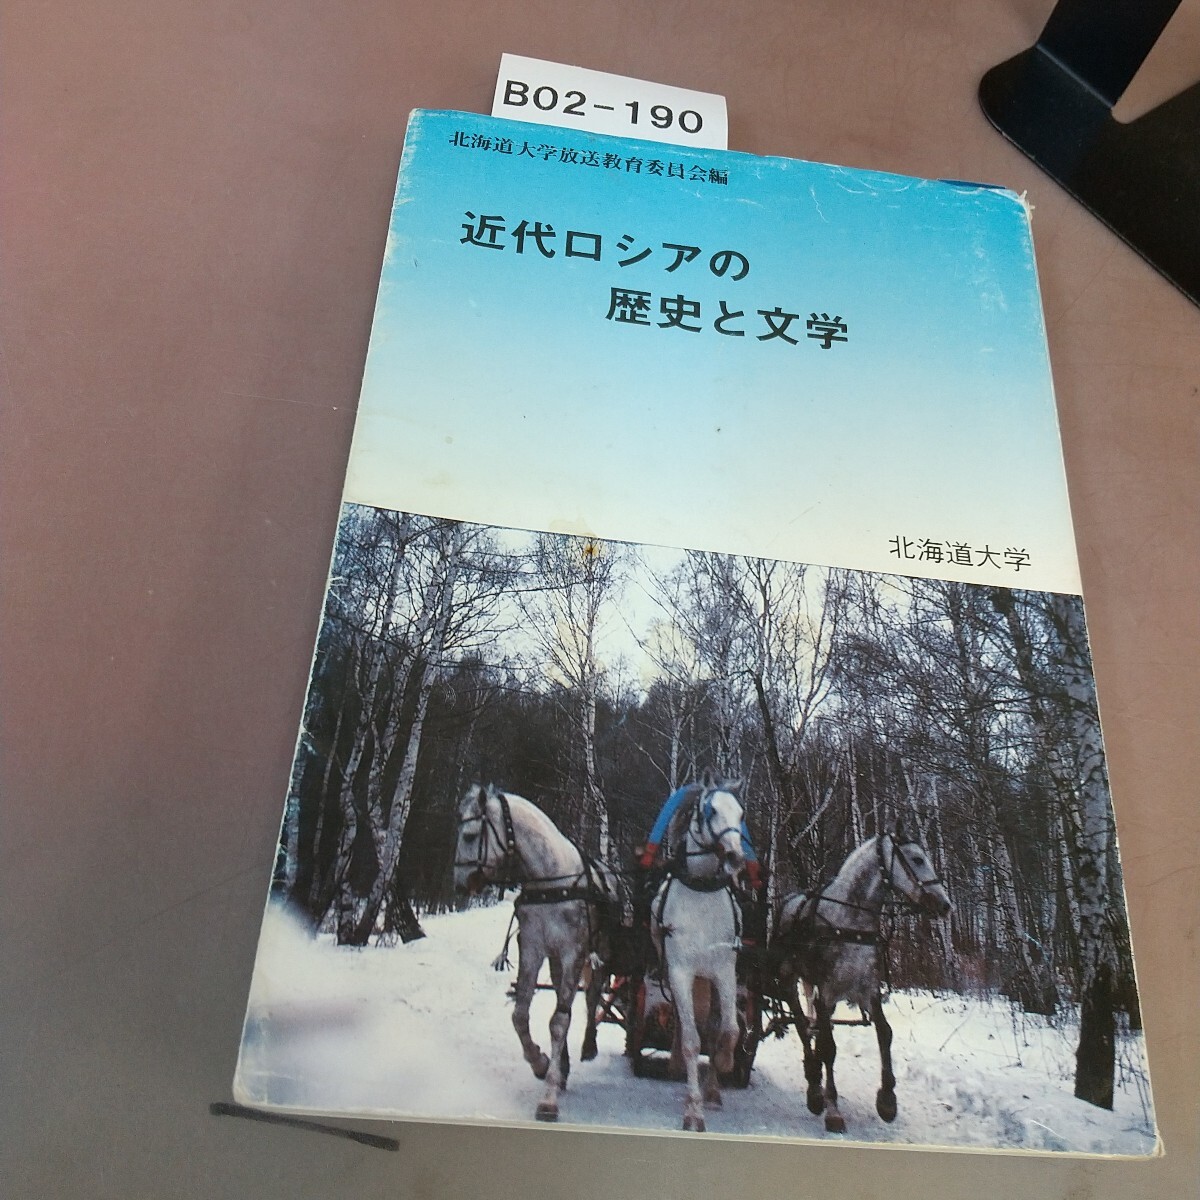 B02-190
北海道大学放送教育委員会編
近代ロシアの
歴史と文学
北海道大学